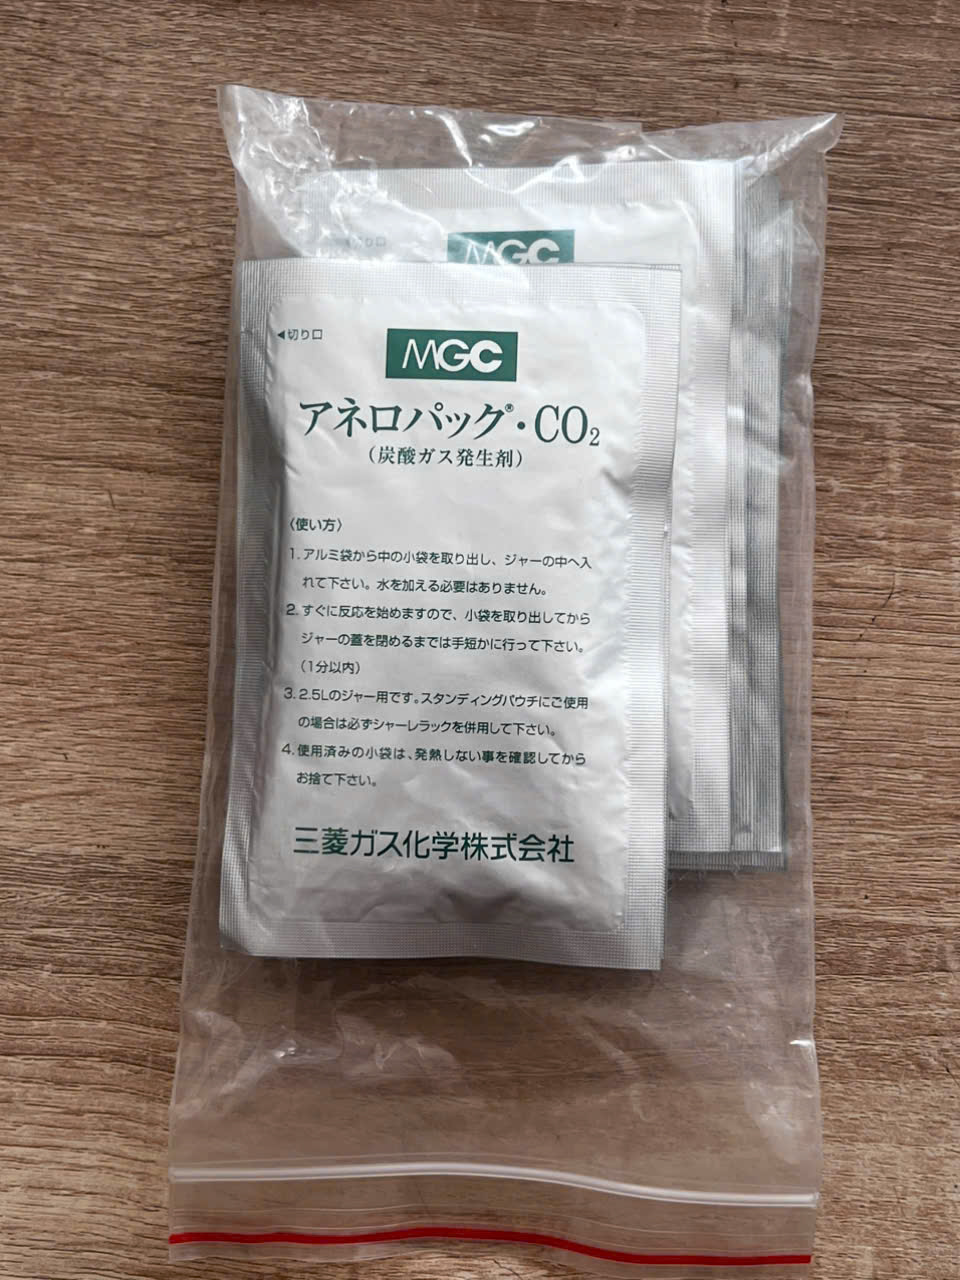 切り口
MGC
◀切り口
MGC
アネロパック®・CO₂
（炭酸ガス発生剤）
〈使い方〉
1. アルミ袋から中の小袋を取り出し、ジャーの中へ入
れて下さい。水を加える必要はありません。
2. すぐに反応を始めますので、小袋を取り出してから
ジャーの蓋を閉めるまでは手短かに行って下さい。
（1分以内）
3. 2.5Lのジャー用です。スタンディングパウチにご使用
の場合は必ずシャーレラックを併用して下さい。
4. 使用済みの小袋は、発熱しない事を確認してから
お捨て下さい。
三菱ガス化学株式会社